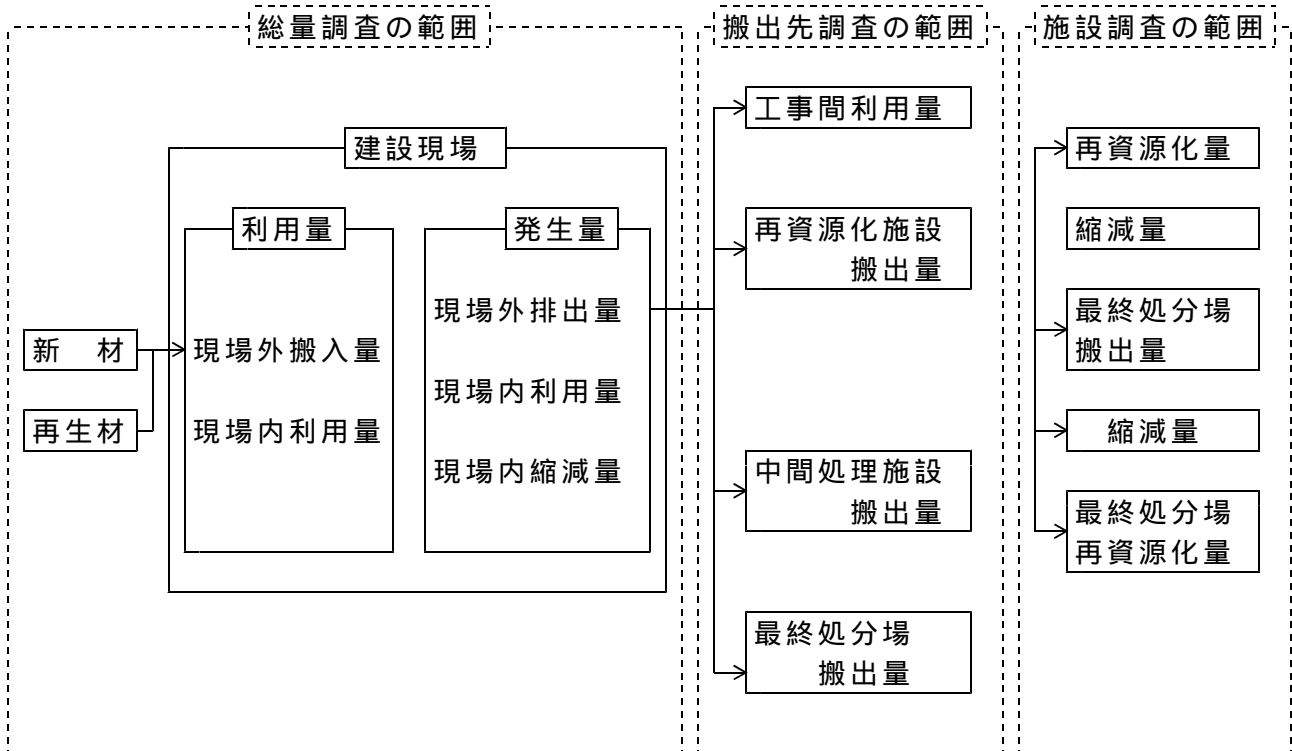 総量調査の範囲
建設現場
利用量
発生量
新　材
再生材
現場外搬入量
現場内利用量
現場外排出量
現場内利用量
現場内縮減量
搬出先調査の範囲
工事間利用量
再資源化施設
搬出量
中間処理施設
搬出量
最終処分場
搬出量
施設調査の範囲
再資源化量
縮減量
最終処分場
搬出量
縮減量
最終処分場
再資源化量